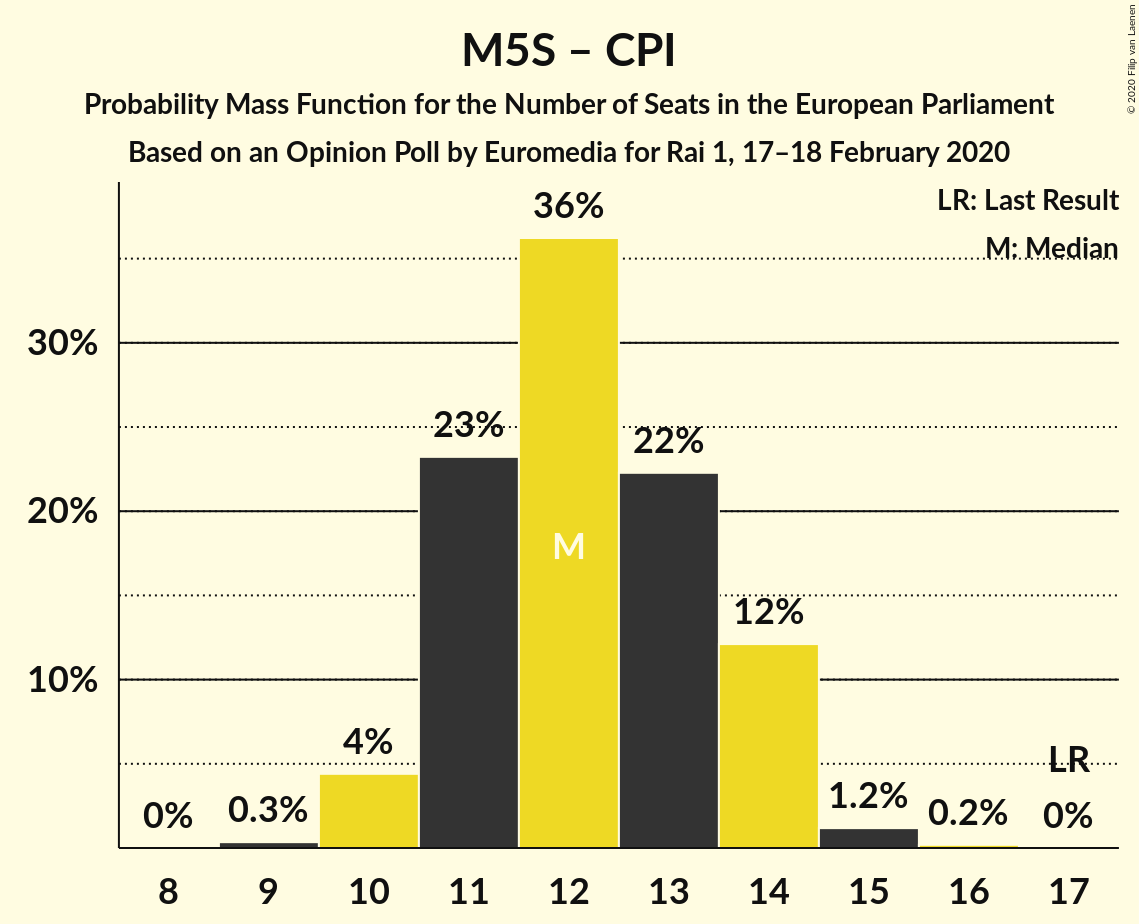 M5S – CPI
Probability Mass Function for the Number of Seats in the European Parliament
Based on an Opinion Poll by Euromedia for Rai 1, 17–18 February 2020
© 2020 Filip van Laenen
LR: Last Result
M: Median
36%
30%
23%
22%
20%
M
12%
10%
4%
LR
0%
0.3%
1.2%
0.2%
0%
8 9 10 11 12 13 14 15 16 17